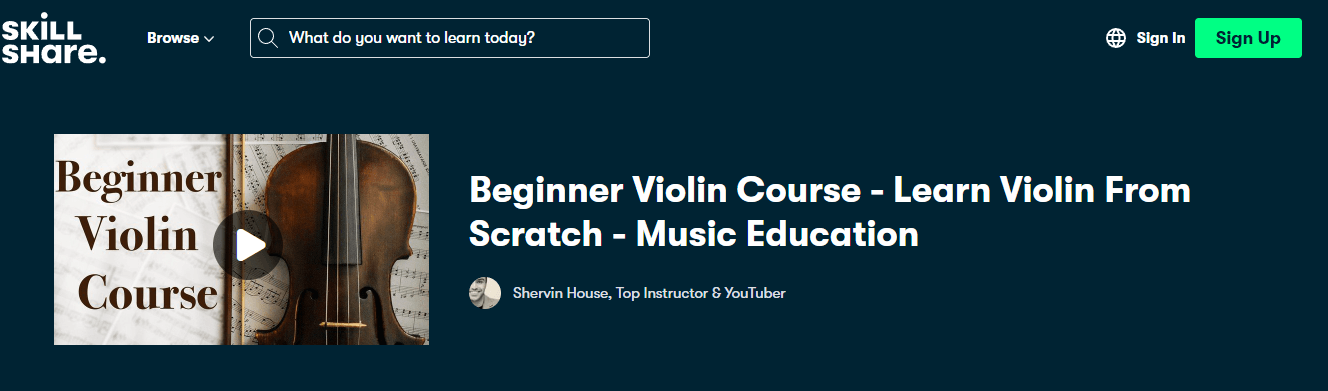 SKILL
SHARE.
Browse
What do you want to learn today?
Sign In
Sign Up
Beginner
Violin
Course
Beginner Violin Course - Learn Violin From
Scratch - Music Education
Shervin House, Top Instructor & YouTuber